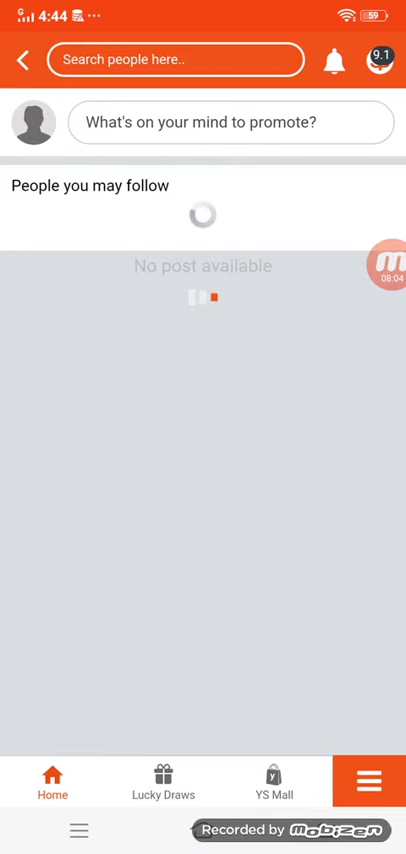 G 4:44 59
Search people here..
9.1
What's on your mind to promote?
People you may follow
No post available
m
08:04
y
Home
Lucky Draws
YS Mall
Recorded by mobizen